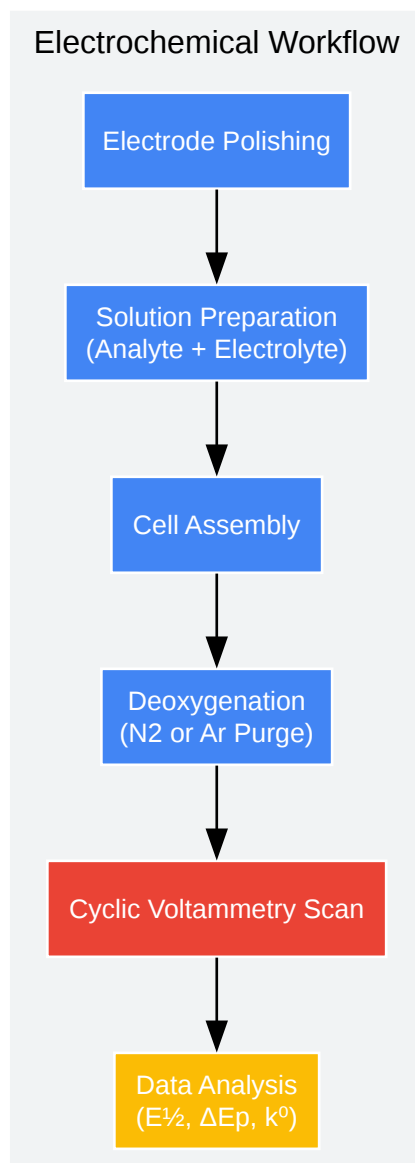 Electrochemical Workflow
Electrode Polishing
Solution Preparation
(Analyte + Electrolyte)
Cell Assembly
Deoxygenation
(N2 or Ar Purge)
Cyclic Voltammetry Scan
Data Analysis
(E½, ΔEp, k⁰)